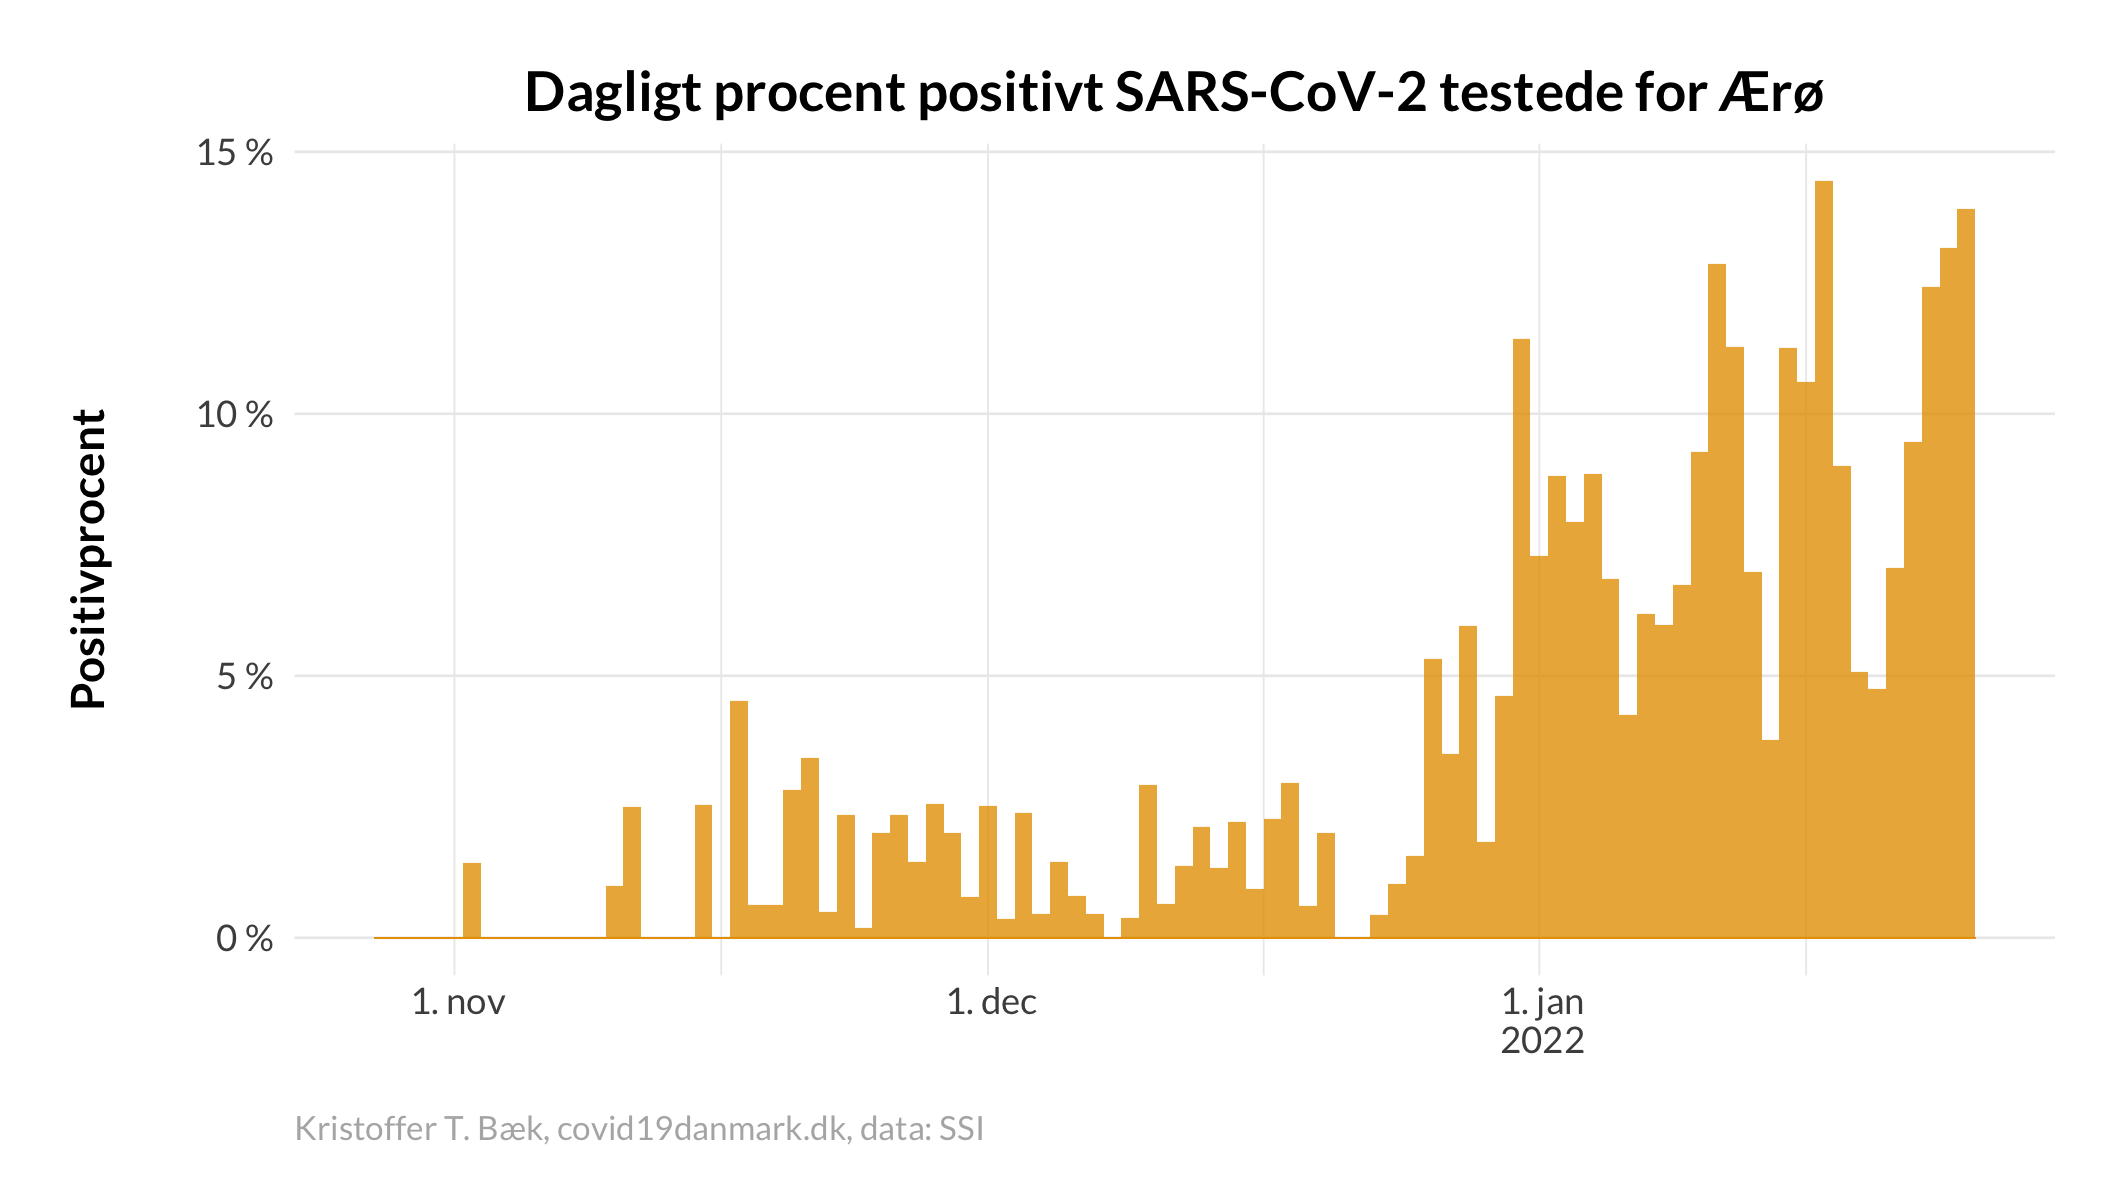 Dagligt procent positivt SARS-CoV-2 testede for Ærø
15 %
10 %
5 %
0 %
Positivprocent
1. nov
1. dec
1. jan
2022
Kristoffer T. Bæk, covid19danmark.dk, data: SSI